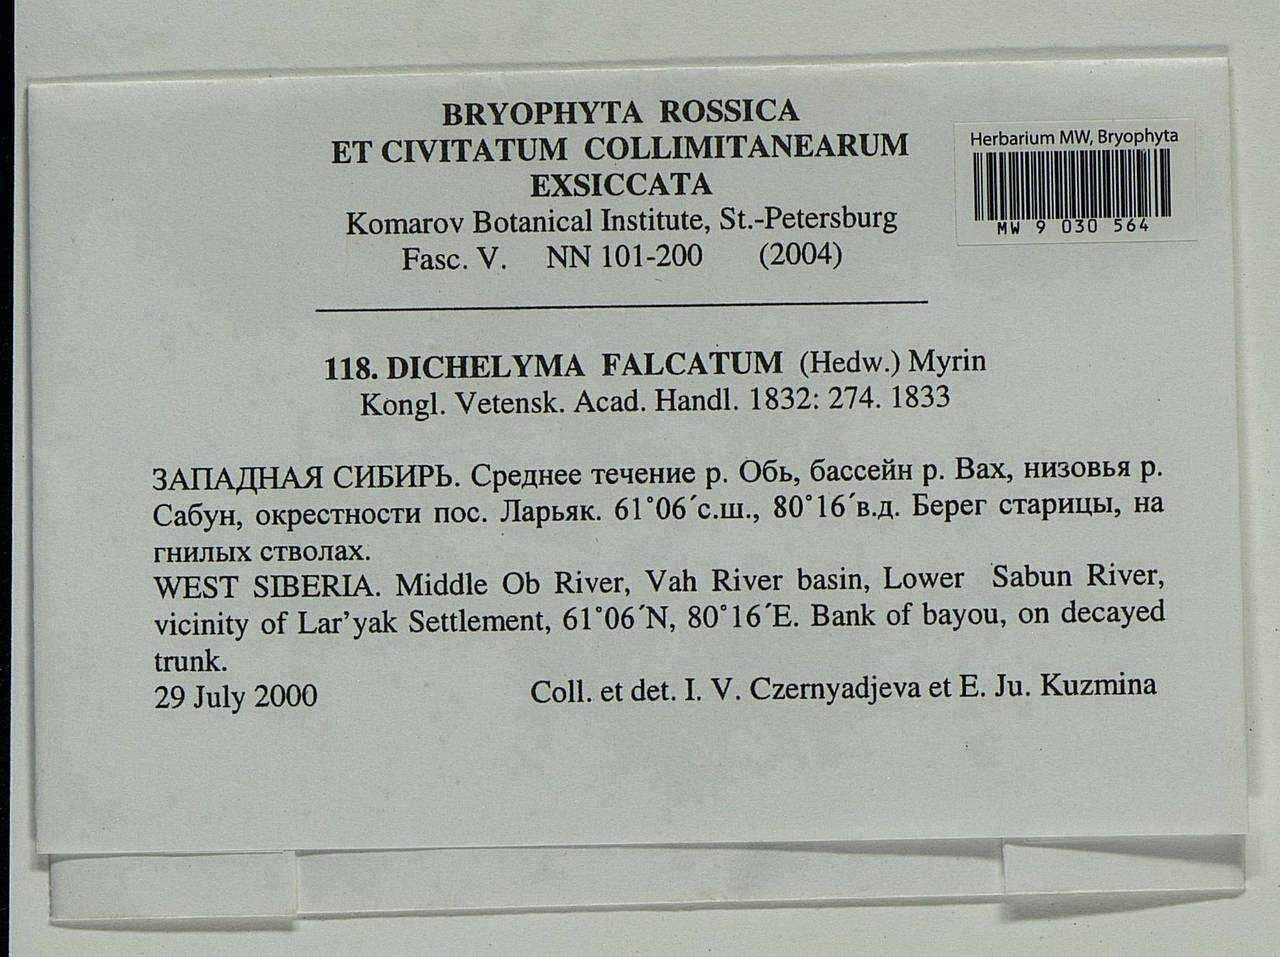 BRYOPHYTA ROSSICA
ET CIVITATUM COLLIMITANEARUM
EXSICCATA
Komarov Botanical Institute, St.-Petersburg
Fasc. V. NN 101-200 (2004)
Herbarium MW, Bryophyta
MW 9 030 564
118. DICHELYMA FALCATUM (Hedw.) Myrin
Kongl. Vetensk. Acad. Handl. 1832: 274. 1833
ЗАПАДНАЯ СИБИРЬ. Среднее течение р. Обь, бассейн р. Вах, низовья р.
Сабун, окрестности пос. Ларьяк. 61°06´с.ш., 80°16´в.д. Берег старицы, на
гнилых стволах.
WEST SIBERIA. Middle Ob River, Vah River basin, Lower Sabun River,
vicinity of Lar’yak Settlement, 61°06´N, 80°16´E. Bank of bayou, on decayed
trunk.
29 July 2000 Coll. et det. I. V. Czernyadjeva et E. Ju. Kuzmina